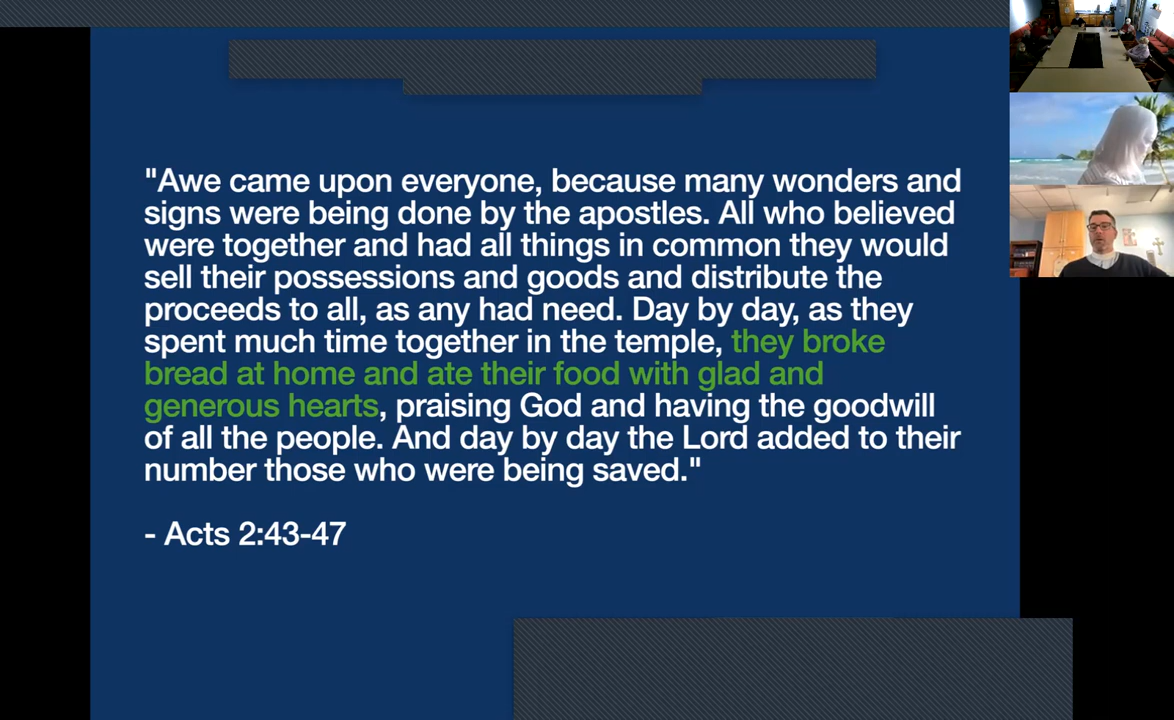 "Awe came upon everyone, because many wonders and
signs were being done by the apostles. All who believed
were together and had all things in common they would
sell their possessions and goods and distribute the
proceeds to all, as any had need. Day by day, as they
spent much time together in the temple, they broke
bread at home and ate their food with glad and
generous hearts, praising God and having the goodwill
of all the people. And day by day the Lord added to their
number those who were being saved."
- Acts 2:43-47